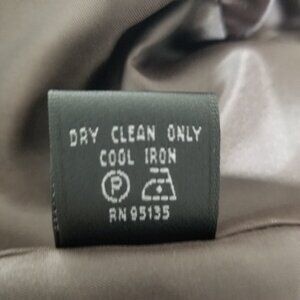 DRY CLEAN ONLY
COOL IRON
P
RN 95135